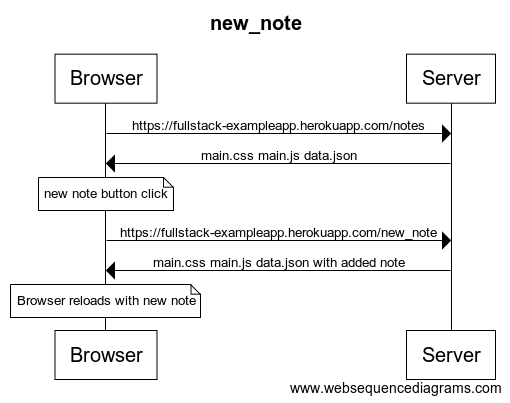 new_note
Browser
Server
https://fullstack-exampleapp.herokuapp.com/notes
main.css main.js data.json
new note button click
https://fullstack-exampleapp.herokuapp.com/new_note
main.css main.js data.json with added note
Browser reloads with new note
Browser
Server
www.websequencediagrams.com